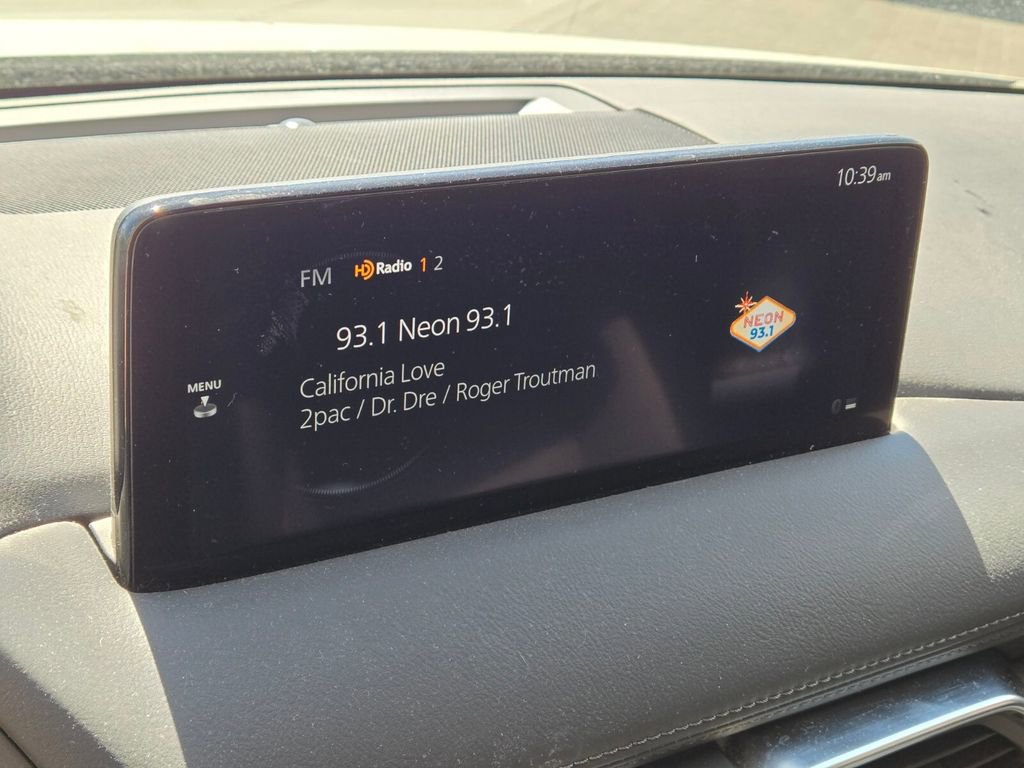 10:39am
FM HD Radio 1 2
93.1 Neon 93.1
NEON
93.1
MENU
California Love
2pac / Dr. Dre / Roger Troutman